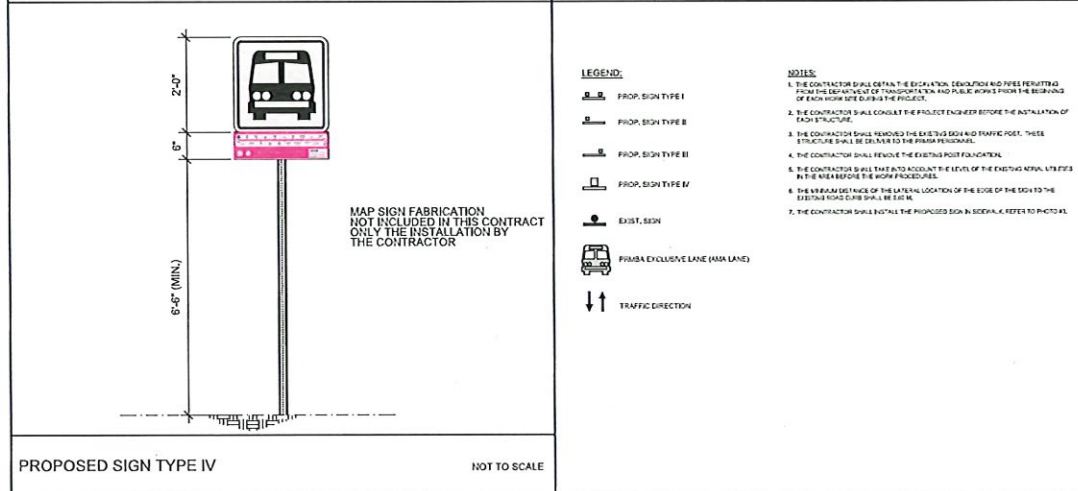 2'-0"
6"
6'-6" (MIN.)
MAP SIGN FABRICATION
NOT INCLUDED IN THIS CONTRACT
ONLY THE INSTALLATION BY
THE CONTRACTOR
PROPOSED SIGN TYPE IV
NOT TO SCALE
LEGEND:
PROP. SIGN TYPE I
PROP. SIGN TYPE II
PROP. SIGN TYPE III
PROP. SIGN TYPE IV
EXIST. SIGN
PRMBA EXCLUSIVE LANE (AMA LANE)
TRAFFIC DIRECTION
NOTES:
1. THE CONTRACTOR SHALL OBTAIN THE EXCAVATION, DEMOLITION AND PIPES PERMITTING
FROM THE DEPARTMENT OF TRANSPORTATION AND PUBLIC WORKS PRIOR THE BEGINNING
OF EACH WORK SITE DURING THE PROJECT.
2. THE CONTRACTOR SHALL CONSULT THE PROJECT ENGINEER BEFORE THE INSTALLATION OF
EACH STRUCTURE.
3. THE CONTRACTOR SHALL REMOVED THE EXISTING SIGN AND TRAFFIC POST. THESE
STRUCTURE SHALL BE DELIVER TO THE PRMBA PERSONNEL.
4. THE CONTRACTOR SHALL REMOVE THE EXISTING POST FOUNDATION.
5. THE CONTRACTOR SHALL TAKE INTO ACCOUNT THE LEVEL OF THE EXISTING AERIAL UTILITIES
IN THE AREA BEFORE THE WORK PROCEDURES.
6. THE MINIMUM DISTANCE OF THE LATERAL LOCATION OF THE EDGE OF THE SIGN TO THE
EXISTING ROAD CURB SHALL BE 0.60 M.
7. THE CONTRACTOR SHALL INSTALL THE PROPOSED SIGN IN SIDEWALK. REFER TO PHOTO